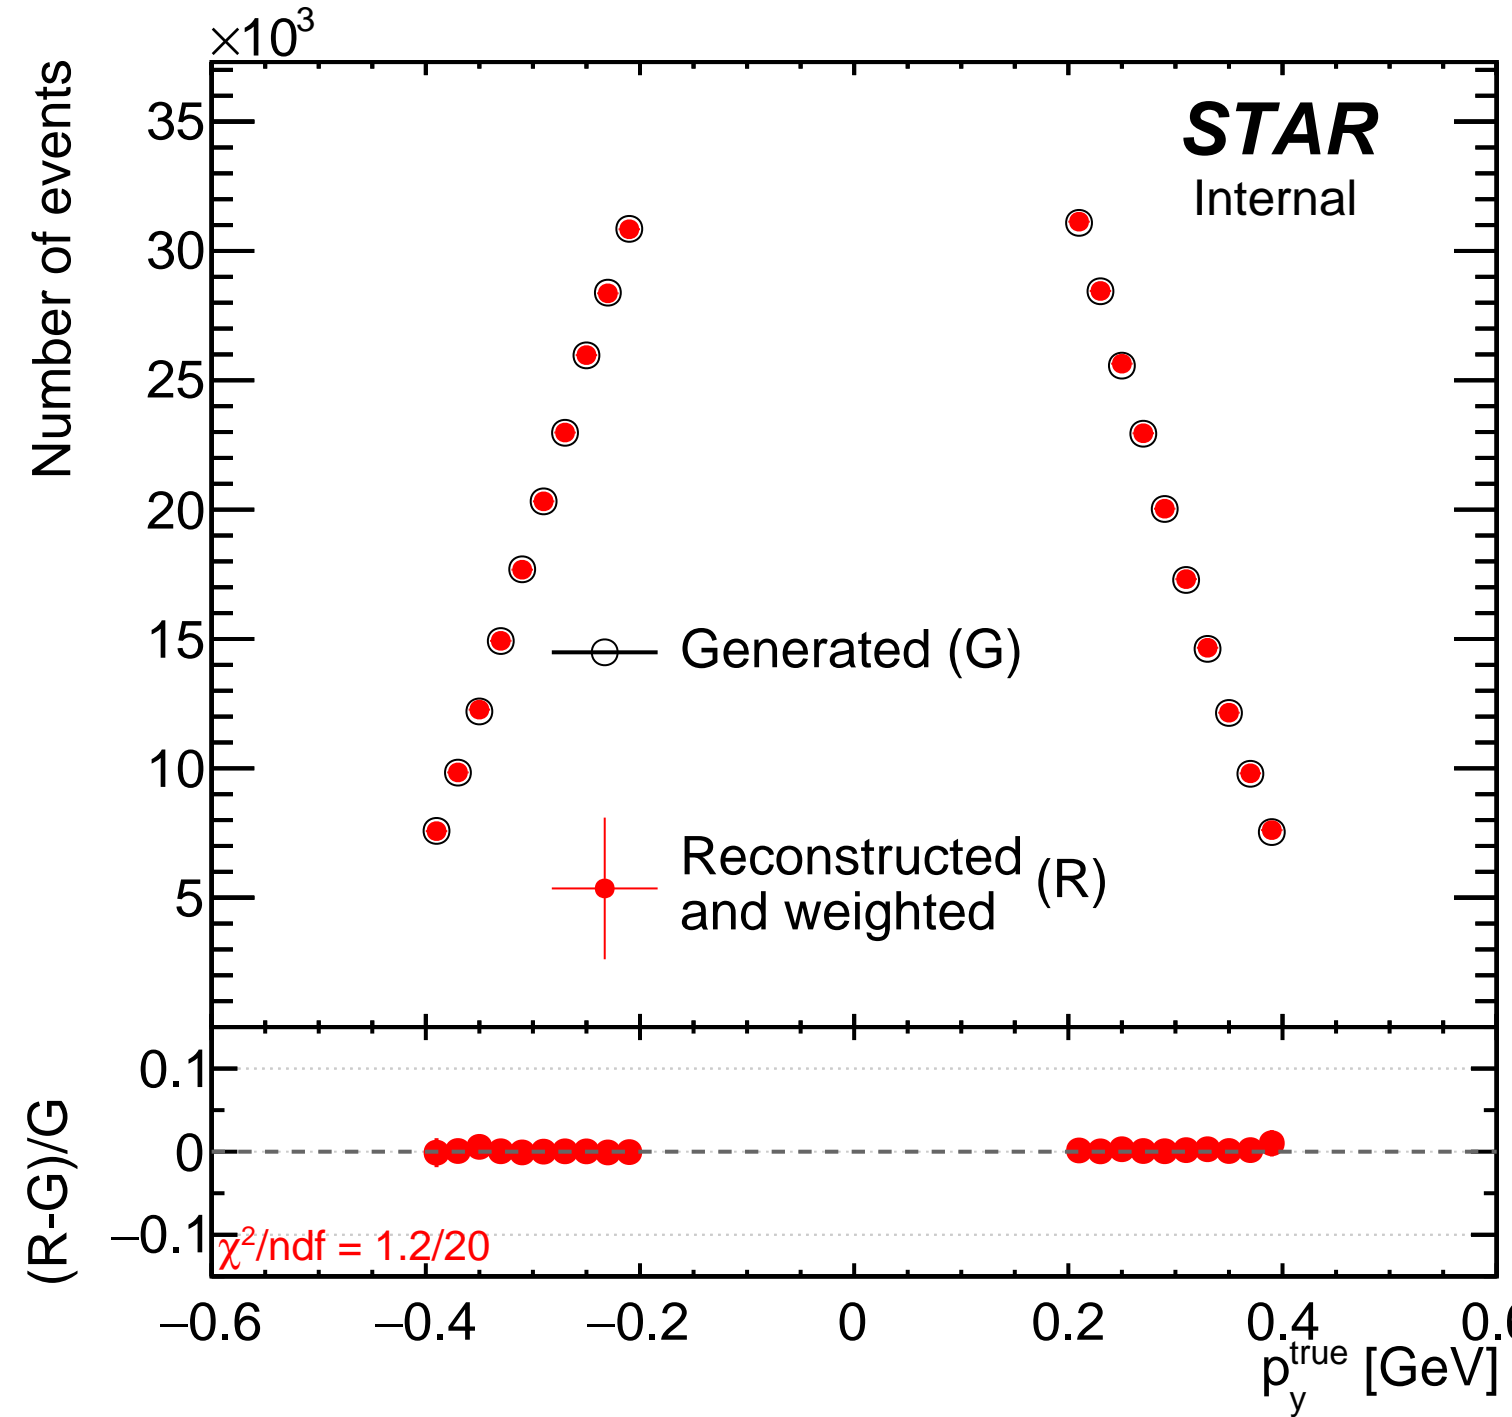 ×10³
Number of events
35
30
25
20
15
10
5
STAR
Internal
Generated (G)
Reconstructed
and weighted
(R)
(R-G)/G
0.1
0
−0.1
χ²/ndf = 1.2/20
−0.6
−0.4
−0.2
0
0.2
0.4
p_y^true [GeV]